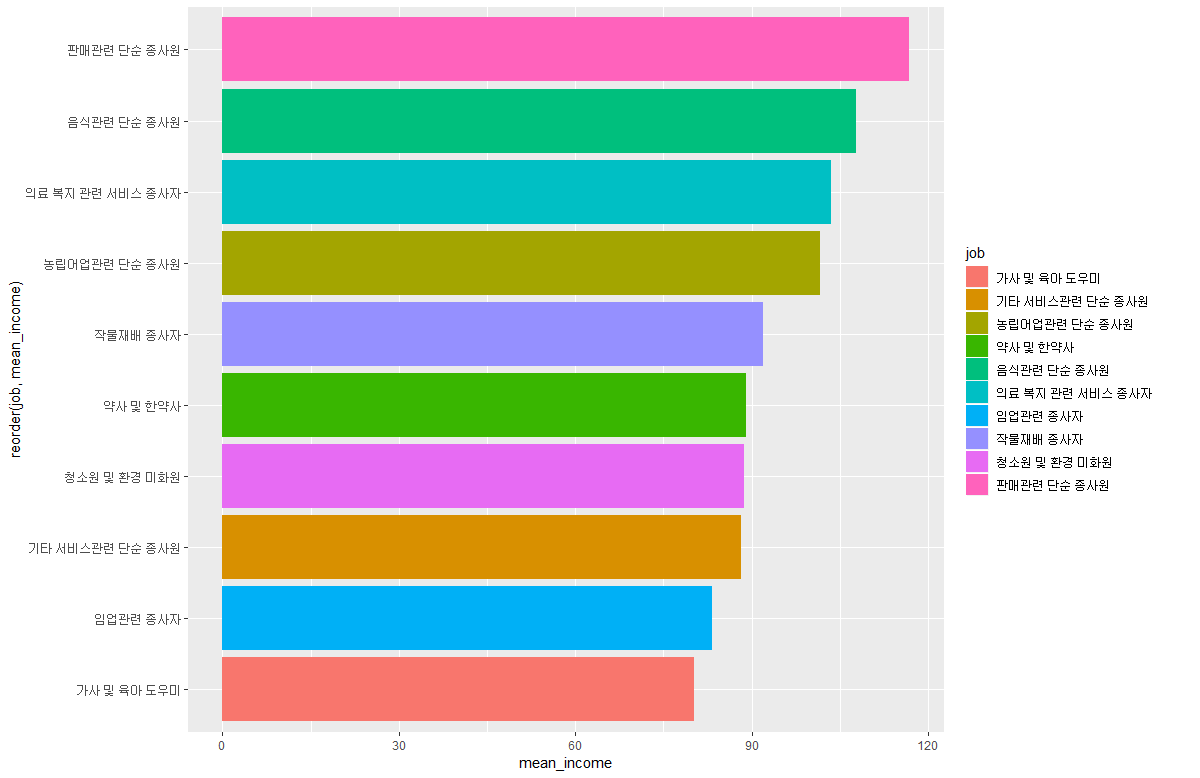 판매관련 단순 종사원
음식관련 단순 종사원
의료 복지 관련 서비스 종사자
농림어업관련 단순 종사원
작물재배 종사자
약사 및 한약사
청소원 및 환경 미화원
기타 서비스관련 단순 종사원
임업관련 종사자
가사 및 육아 도우미
reorder(job, mean_income)
0 30 60 90 120
mean_income
job
가사 및 육아 도우미
기타 서비스관련 단순 종사원
농림어업관련 단순 종사원
약사 및 한약사
음식관련 단순 종사원
의료 복지 관련 서비스 종사자
임업관련 종사자
작물재배 종사자
청소원 및 환경 미화원
판매관련 단순 종사원